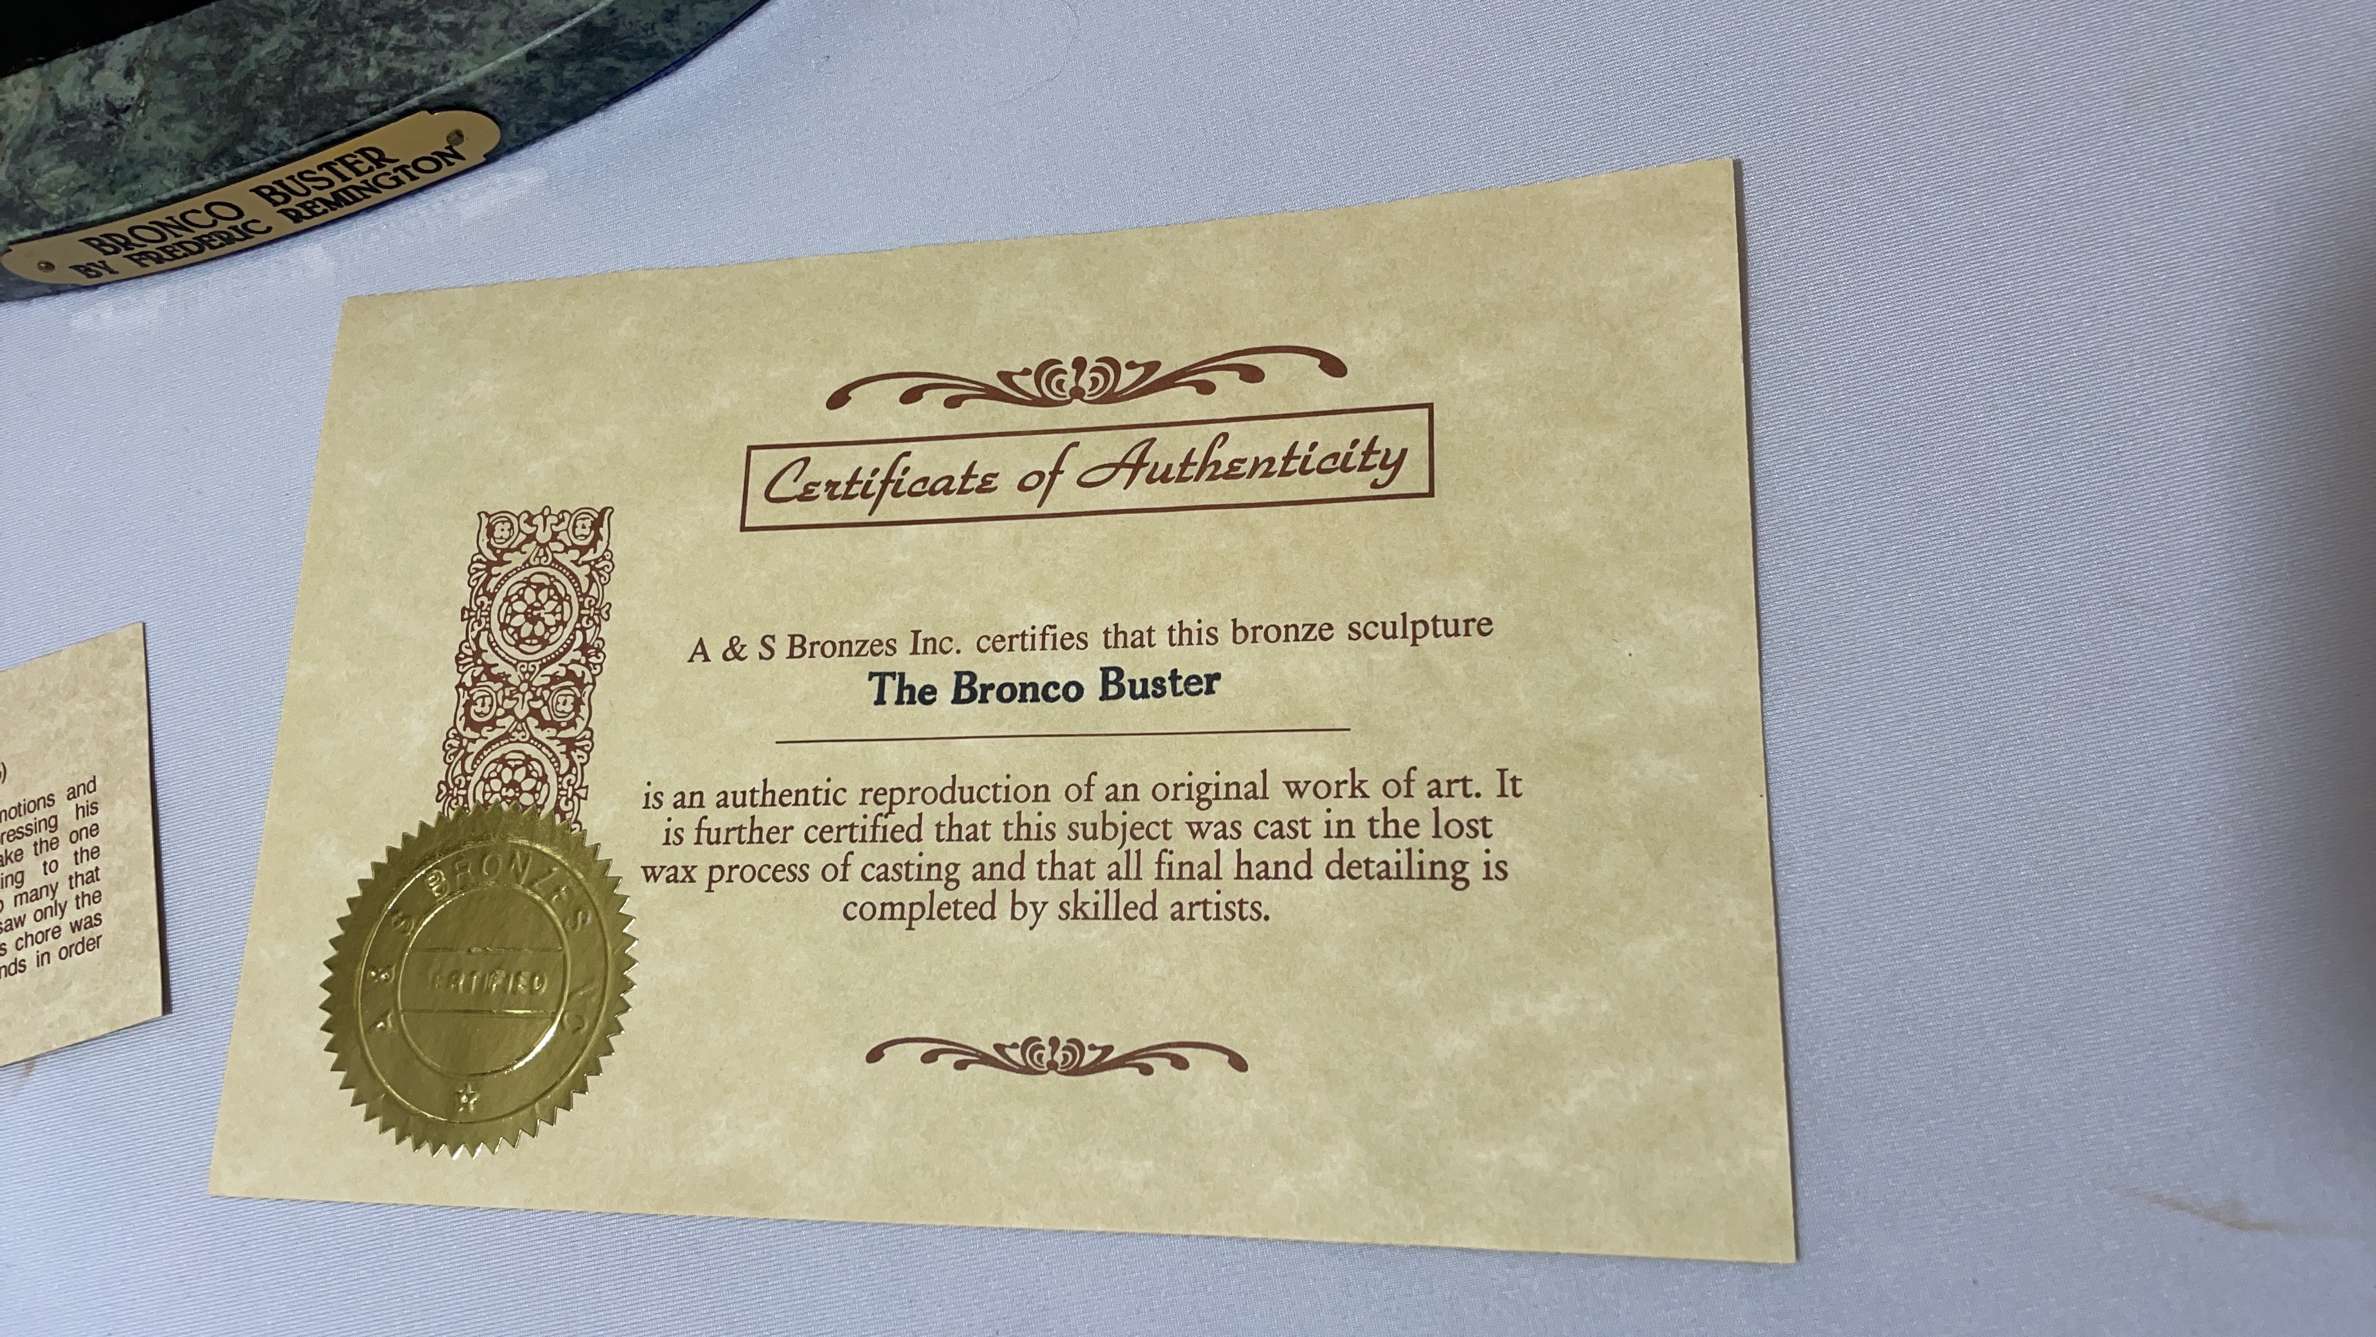 BRONCO BUSTER
BY FREDERIC REMINGTON
Certificate of Authenticity
A & S Bronzes Inc. certifies that this bronze sculpture
The Bronco Buster
is an authentic reproduction of an original work of art. It
is further certified that this subject was cast in the lost
wax process of casting and that all final hand detailing is
completed by skilled artists.
A & S BRONZES
CERTIFIED
and
his
the one
to the
many that
saw only the
chore was
in order